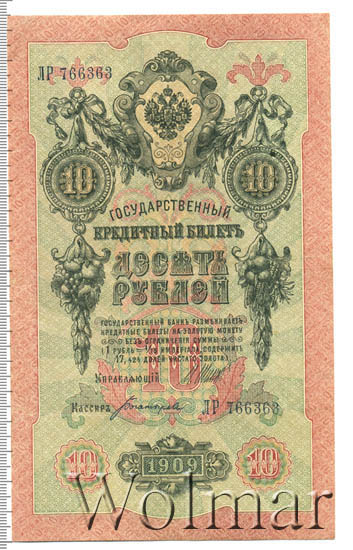 ЛР 766363
10 10
ГОСУДАРСТВЕННЫЙ
КРЕДИТНЫЙ БИЛЕТЪ
ДЕСЯТЬ
РУБЛЕЙ
ГОСУДАРСТВЕННЫЙ БАНКЪ РАЗМѢНИВАЕТЪ
КРЕДИТНЫЕ БИЛЕТЫ НА ЗОЛОТУЮ МОНЕТУ
БЕЗЪ ОГРАНИЧЕНІЯ СУММЫ
(1 РУБЛЬ = 1/15 ИМПЕРІАЛА, СОДЕРЖИТЪ
17,424 ДОЛЕЙ ЧИСТАГО ЗОЛОТА).
10
Управляющій
Кассиръ ЛР 766363
10 1909 10
Wolmar